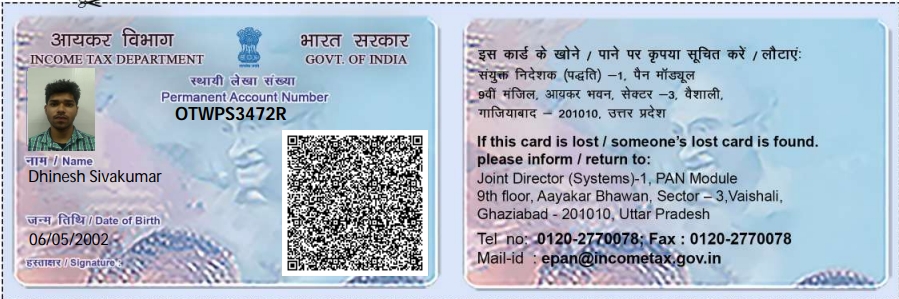 आयकर विभाग
INCOME TAX DEPARTMENT
भारत सरकार
GOVT. OF INDIA
स्थायी लेखा संख्या
Permanent Account Number
OTWPS3472R
नाम / Name
Dhinesh Sivakumar
जन्म तिथि / Date of Birth
06/05/2002
हस्ताक्षर / Signature :
इस कार्ड के खोने / पाने पर कृपया सूचित करें / लौटाएं:
संयुक्त निदेशक (पद्धति) –1, पैन मॉड्यूल
9वीं मंजिल, आयकर भवन, सेक्टर –3, वैशाली,
गाजियाबाद – 201010, उत्तर प्रदेश
If this card is lost / someone's lost card is found.
please inform / return to:
Joint Director (Systems)-1, PAN Module
9th floor, Aayakar Bhawan, Sector – 3,Vaishali,
Ghaziabad - 201010, Uttar Pradesh
Tel no: 0120-2770078; Fax : 0120-2770078
Mail-id : epan@incometax.gov.in